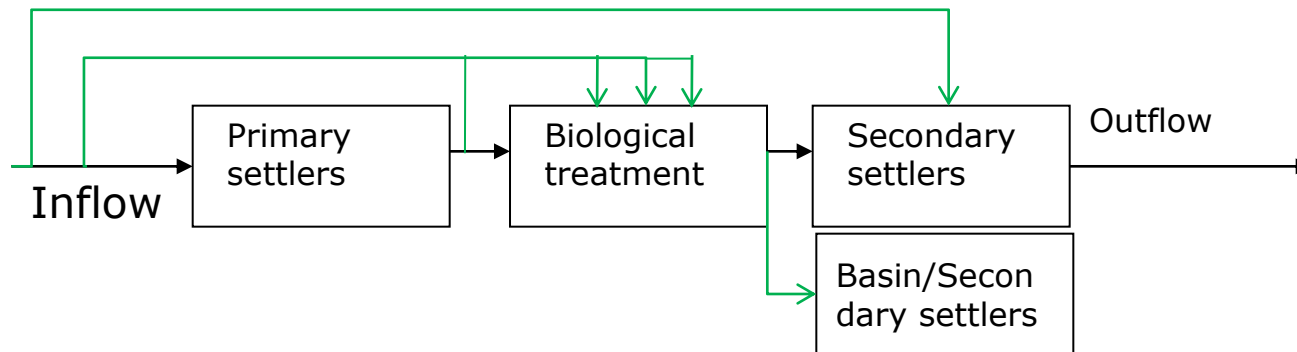 Primary
settlers
Biological
treatment
Secondary
settlers
Outflow
Inflow
Basin/Secon
dary settlers